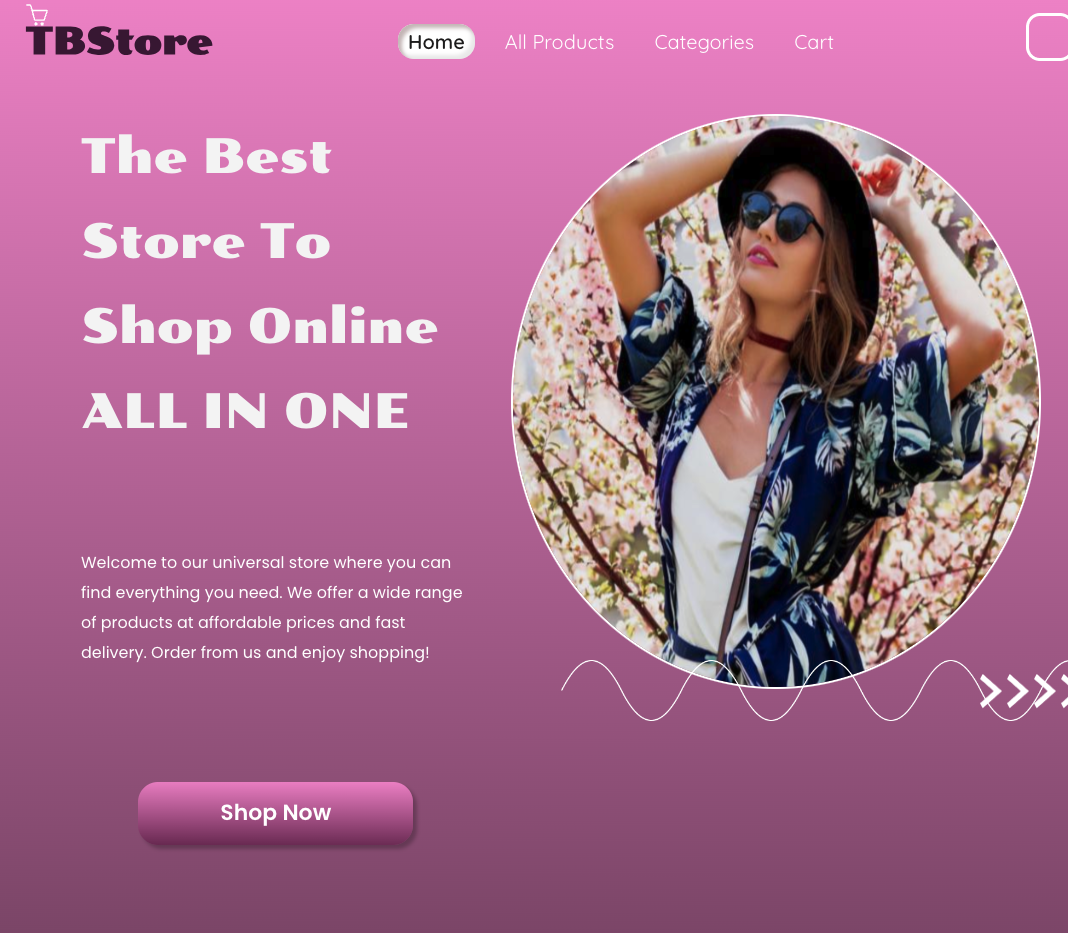 TBStore
Home
All Products
Categories
Cart
The Best
Store To
Shop Online
ALL IN ONE
Welcome to our universal store where you can
find everything you need. We offer a wide range
of products at affordable prices and fast
delivery. Order from us and enjoy shopping!
Shop Now